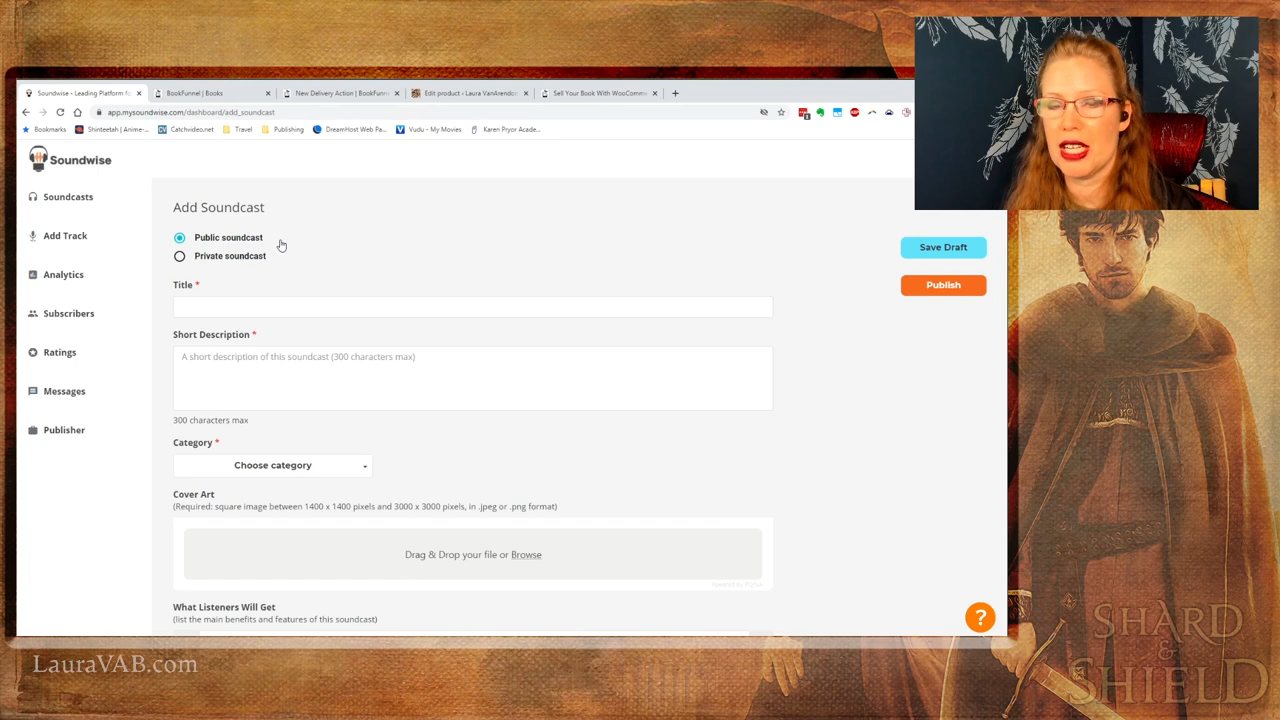 Soundwise - Leading Platform fo
BookFunnel | Books
New Delivery Action | BookFunn
Edit product ‹ Laura VanArendon
Sell Your Book With WooComme
app.mysoundwise.com/dashboard/add_soundcast
Bookmarks
Shinteetah | Anime-...
Catchvideo.net
Travel
Publishing
DreamHost Web Pa...
Vudu - My Movies
Karen Pryor Acade...
Soundwise
Soundcasts
Add Track
Analytics
Subscribers
Ratings
Messages
Publisher
Add Soundcast
Public soundcast
Private soundcast
Save Draft
Publish
Title *
Short Description *
A short description of this soundcast (300 characters max)
300 characters max
Category *
Choose category
Cover Art
(Required: square image between 1400 x 1400 pixels and 3000 x 3000 pixels, in .jpeg or .png format)
Drag & Drop your file or Browse
What Listeners Will Get
(list the main benefits and features of this soundcast)
?
LauraVAB.com
SHARD
&
SHIELD